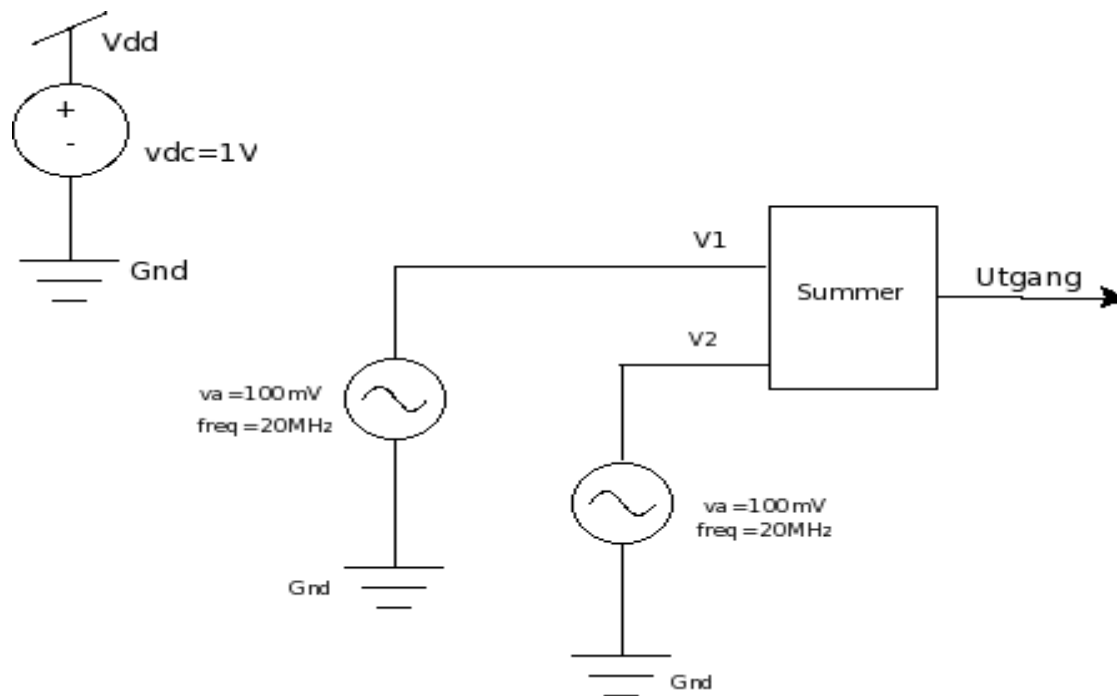 Vdd
+
-
vdc=1V
Gnd
V1
Summer
Utgang
V2
va=100mV
freq=20MHz
va=100mV
freq=20MHz
Gnd
Gnd